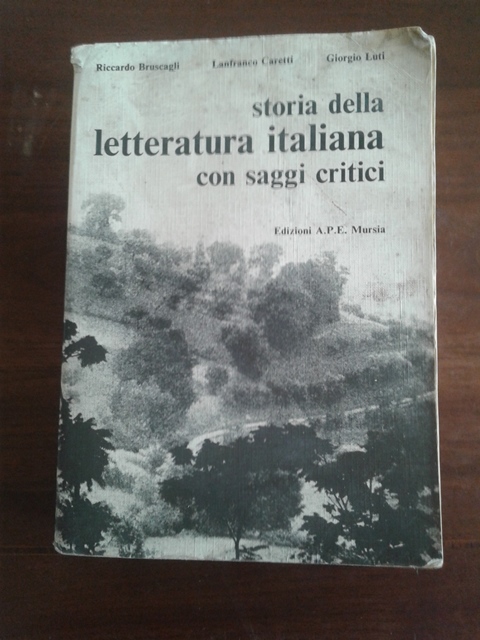 Riccardo Bruscagli Lanfranco Caretti Giorgio Luti
storia della
letteratura italiana
con saggi critici
Edizioni A.P.E. Mursia